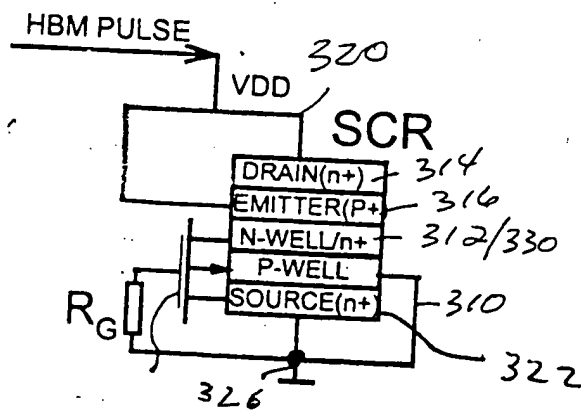 HBM PULSE
VDD
320
SCR
DRAIN(n+)
314
EMITTER(P+
316
N-WELL/n+
312/330
P-WELL
310
SOURCE(n+)
322
RG
326